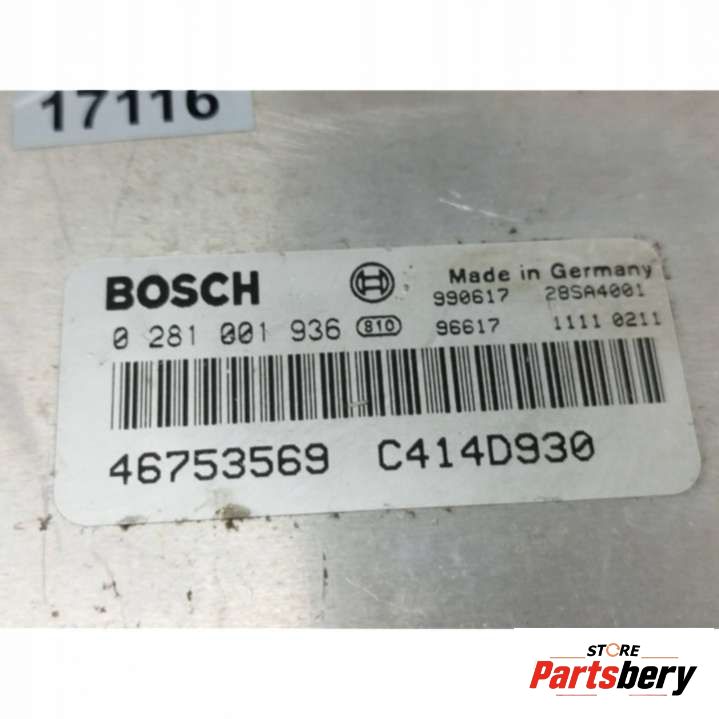 17116
BOSCH
Made in Germany
990617 28SA4001
0 281 001 936 810 96617 1111 0211
46753569 C414D930
STORE
Partsbery